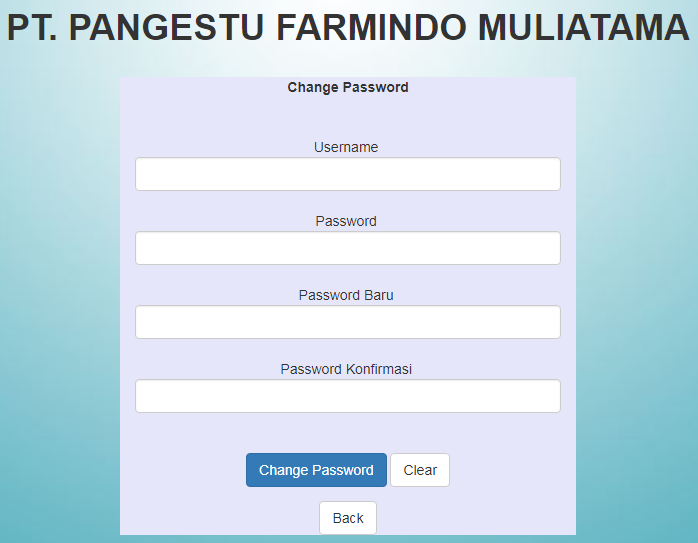 PT. PANGESTU FARMINDO MULIATAMA
Change Password
Username
Password
Password Baru
Password Konfirmasi
Change Password Clear
Back